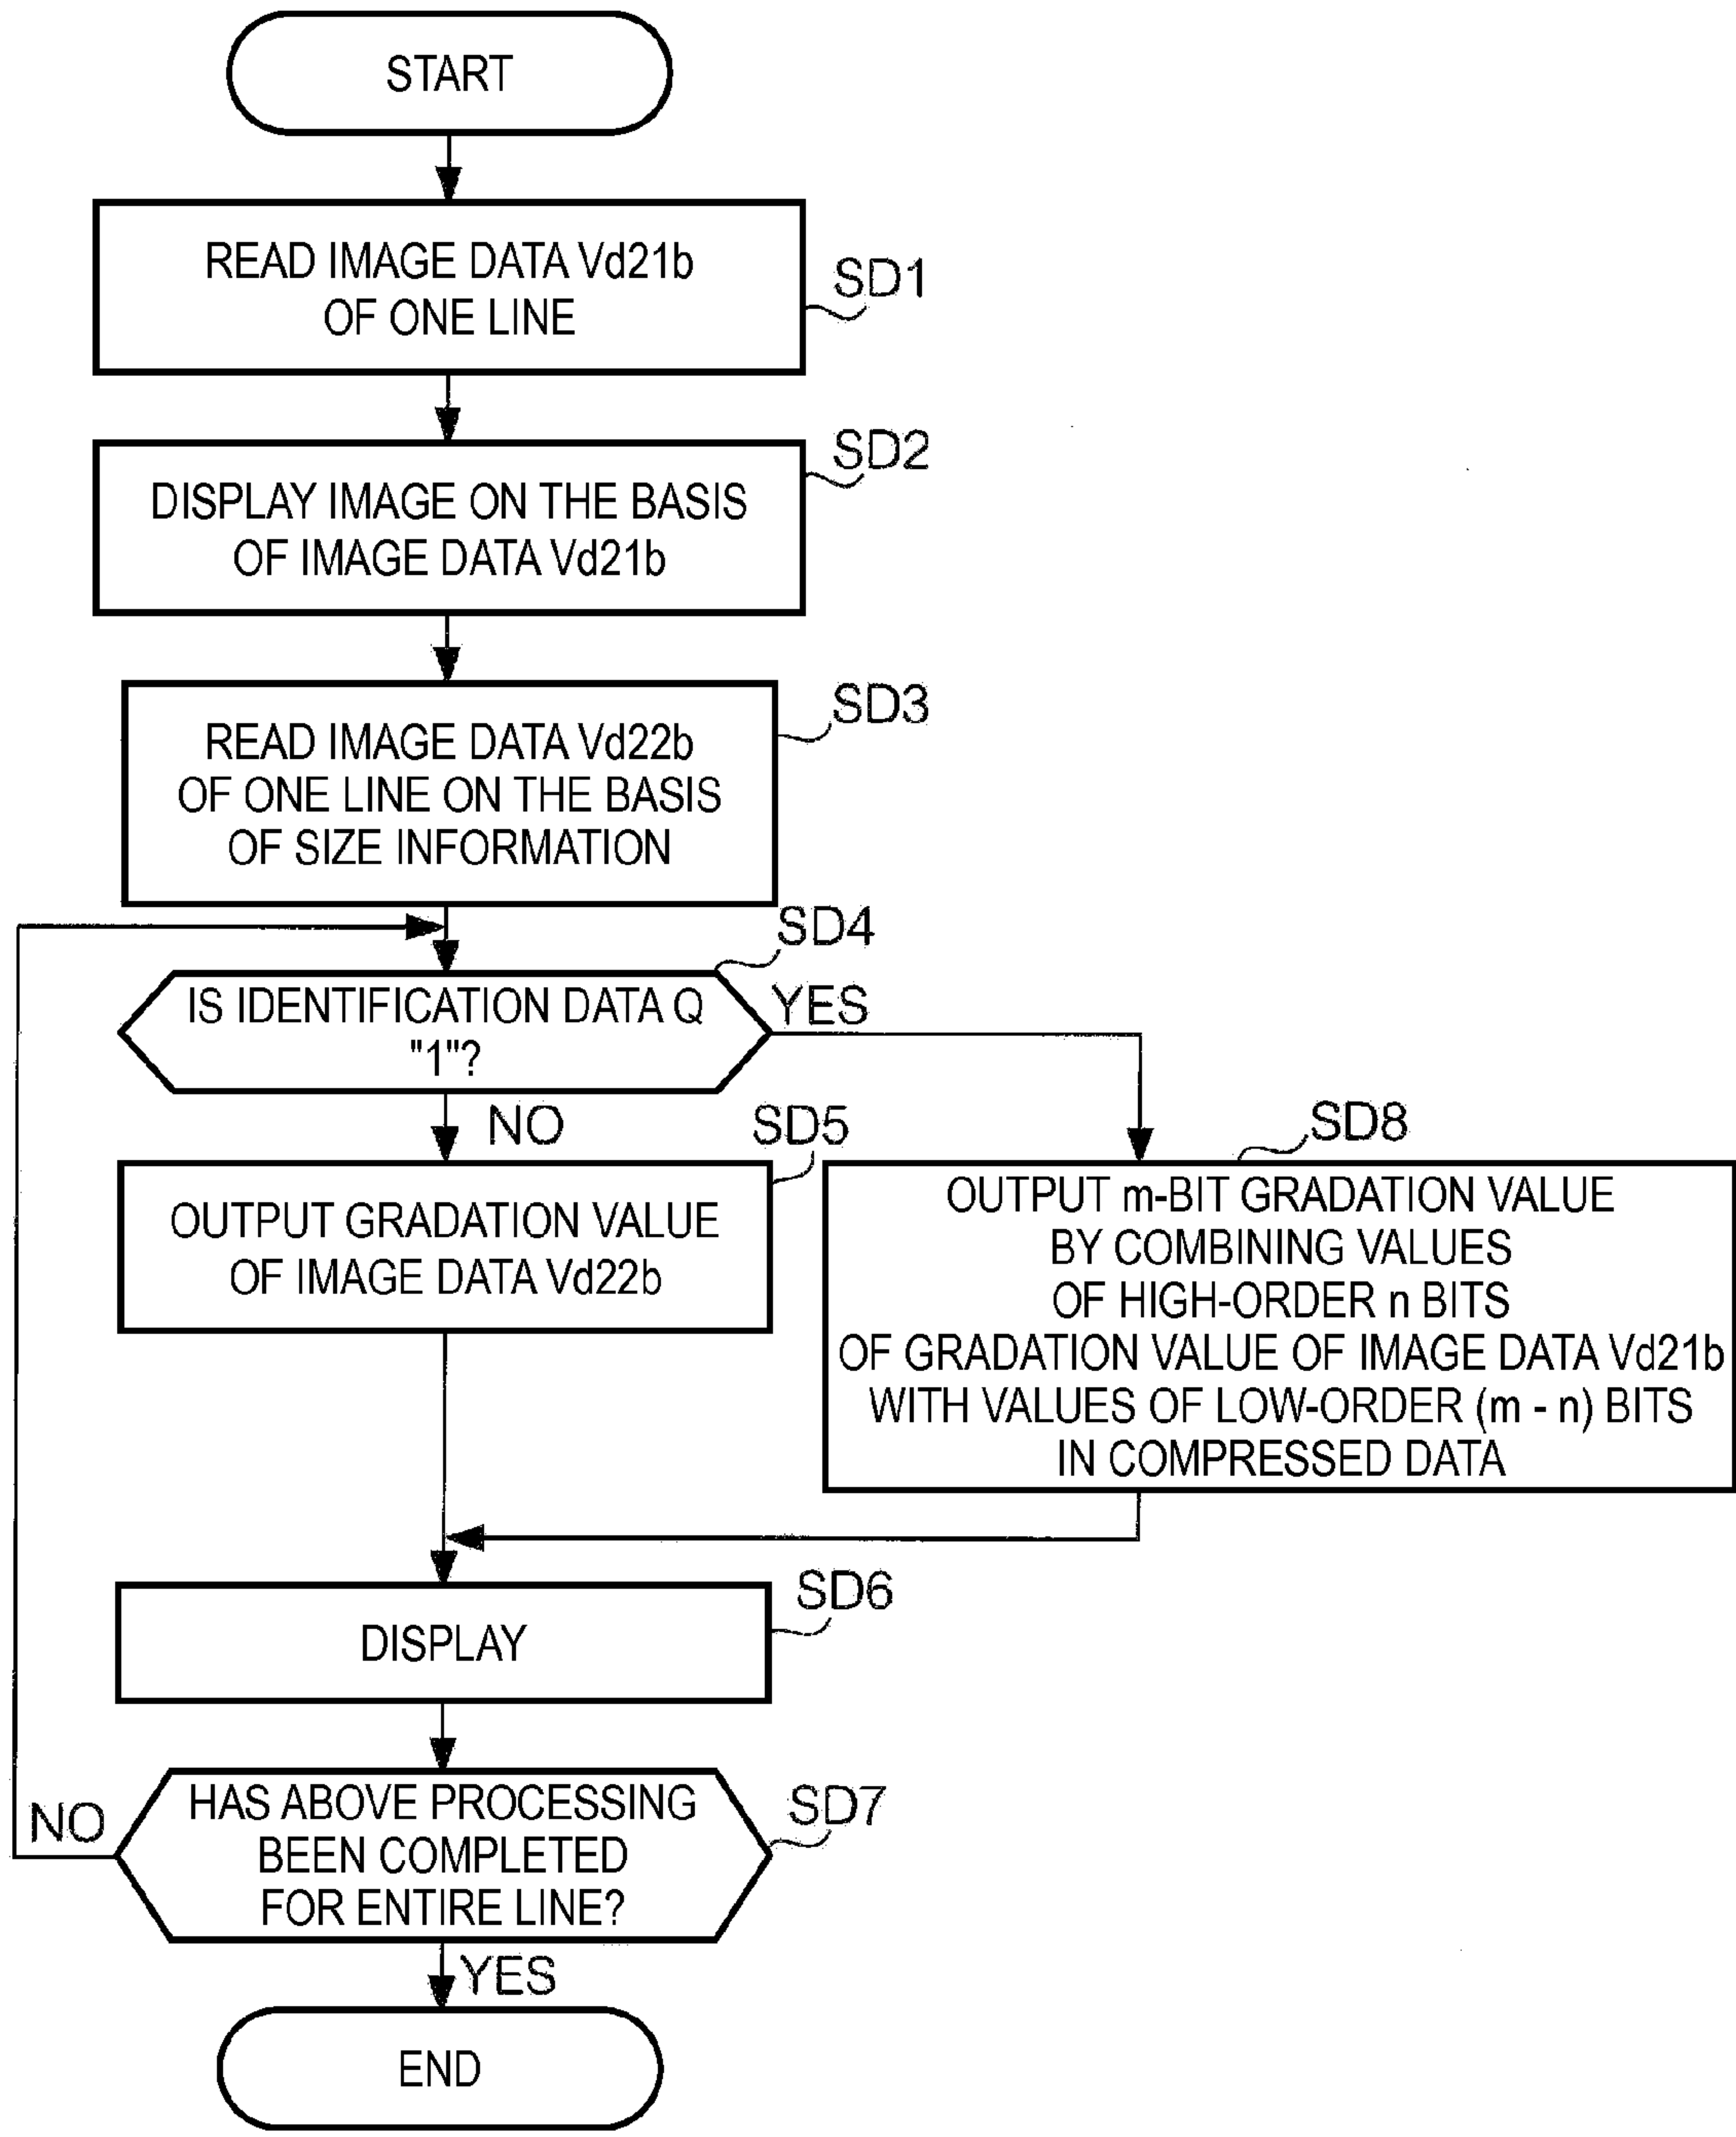 START
READ IMAGE DATA Vd21b
OF ONE LINE
SD1
DISPLAY IMAGE ON THE BASIS
OF IMAGE DATA Vd21b
SD2
READ IMAGE DATA Vd22b
OF ONE LINE ON THE BASIS
OF SIZE INFORMATION
SD3
SD4
IS IDENTIFICATION DATA Q
"1"?
YES
NO
SD5
OUTPUT GRADATION VALUE
OF IMAGE DATA Vd22b
SD8
OUTPUT m-BIT GRADATION VALUE
BY COMBINING VALUES
OF HIGH-ORDER n BITS
OF GRADATION VALUE OF IMAGE DATA Vd21b
WITH VALUES OF LOW-ORDER (m - n) BITS
IN COMPRESSED DATA
SD6
DISPLAY
SD7
HAS ABOVE PROCESSING
BEEN COMPLETED
FOR ENTIRE LINE?
NO
YES
END